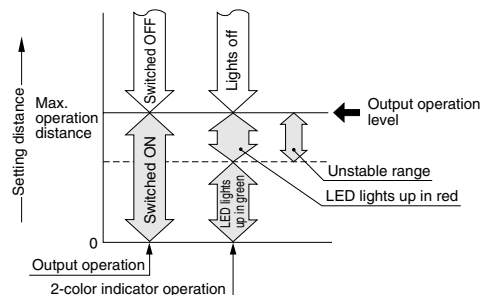 Setting distance
Switched OFF
Lights off
Max.
operation
distance
Output operation
level
Switched ON
LED lights
up in green
Unstable range
LED lights up in red
0
Output operation
2-color indicator operation